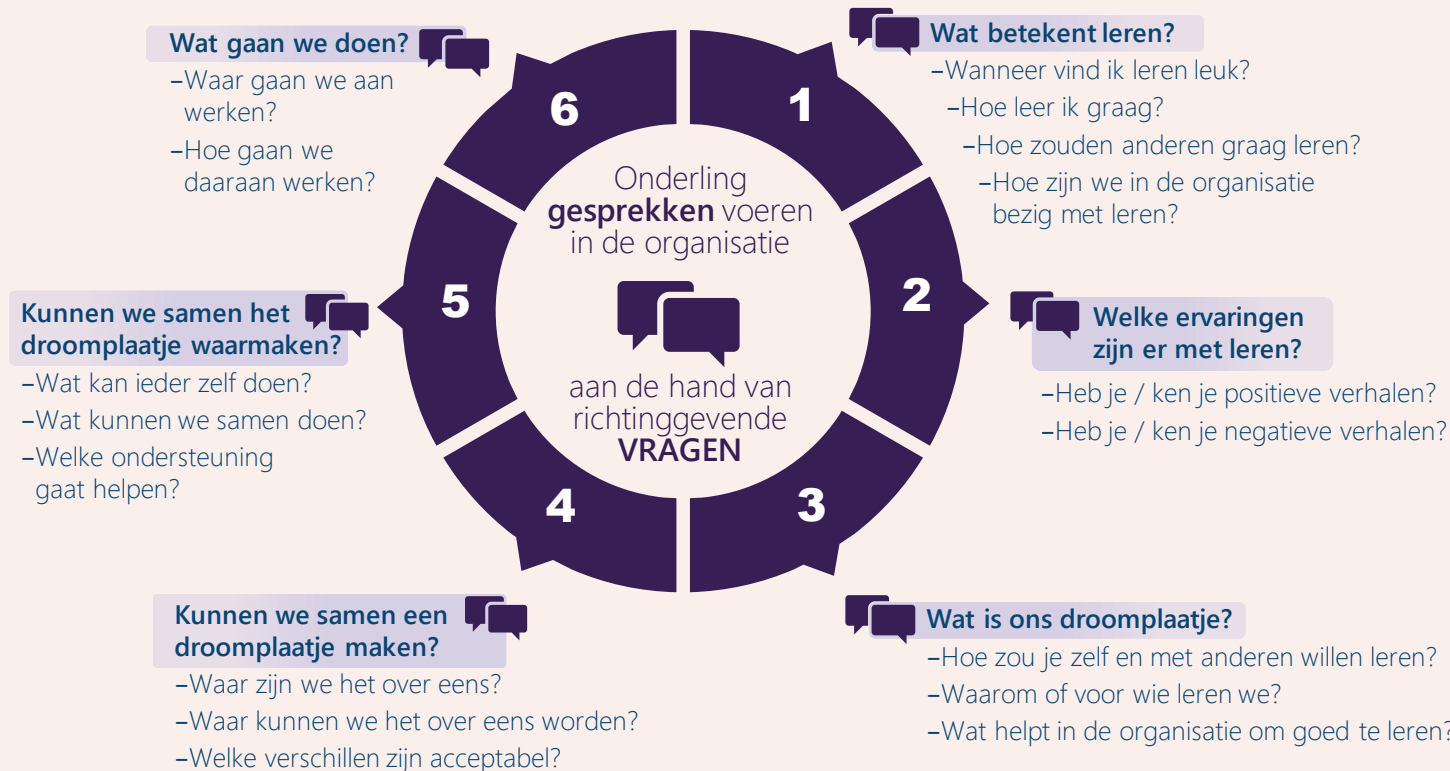 Onderling
gesprekken voeren
in de organisatie
aan de hand van
richtinggevende
VRAGEN
1
Wat betekent leren?
–Wanneer vind ik leren leuk?
–Hoe leer ik graag?
–Hoe zouden anderen graag leren?
–Hoe zijn we in de organisatie
bezig met leren?
2
Welke ervaringen
zijn er met leren?
–Heb je / ken je positieve verhalen?
–Heb je / ken je negatieve verhalen?
3
Wat is ons droomplaatje?
–Hoe zou je zelf en met anderen willen leren?
–Waarom of voor wie leren we?
–Wat helpt in de organisatie om goed te leren?
4
Kunnen we samen een
droomplaatje maken?
–Waar zijn we het over eens?
–Waar kunnen we het over eens worden?
–Welke verschillen zijn acceptabel?
5
Kunnen we samen het
droomplaatje waarmaken?
–Wat kan ieder zelf doen?
–Wat kunnen we samen doen?
–Welke ondersteuning
gaat helpen?
6
Wat gaan we doen?
–Waar gaan we aan
werken?
–Hoe gaan we
daaraan werken?